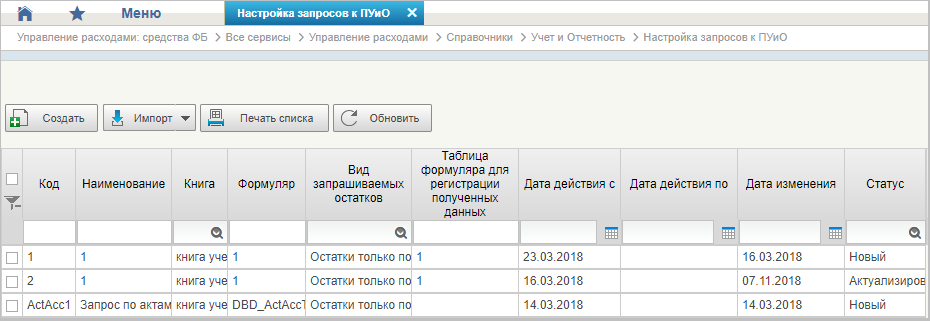 Меню Настройка запросов к ПУиО
Управление расходами: средства ФБ Все сервисы Управление расходами Справочники Учет и Отчетность Настройка запросов к ПУиО
Создать Импорт Печать списка Обновить
Код Наименование Книга Формуляр Вид запрашиваемых остатков Таблица формуляра для регистрации полученных данных Дата действия с Дата действия по Дата изменения Статус
1 1 книга уче 1 Остатки только по 1 23.03.2018 16.03.2018 Новый
2 1 книга уче 1 Остатки только по 1 16.03.2018 07.11.2018 Актуализиров
ActAcc1 Запрос по актам книга уче DBD_ActAccT Остатки только по 14.03.2018 14.03.2018 Новый